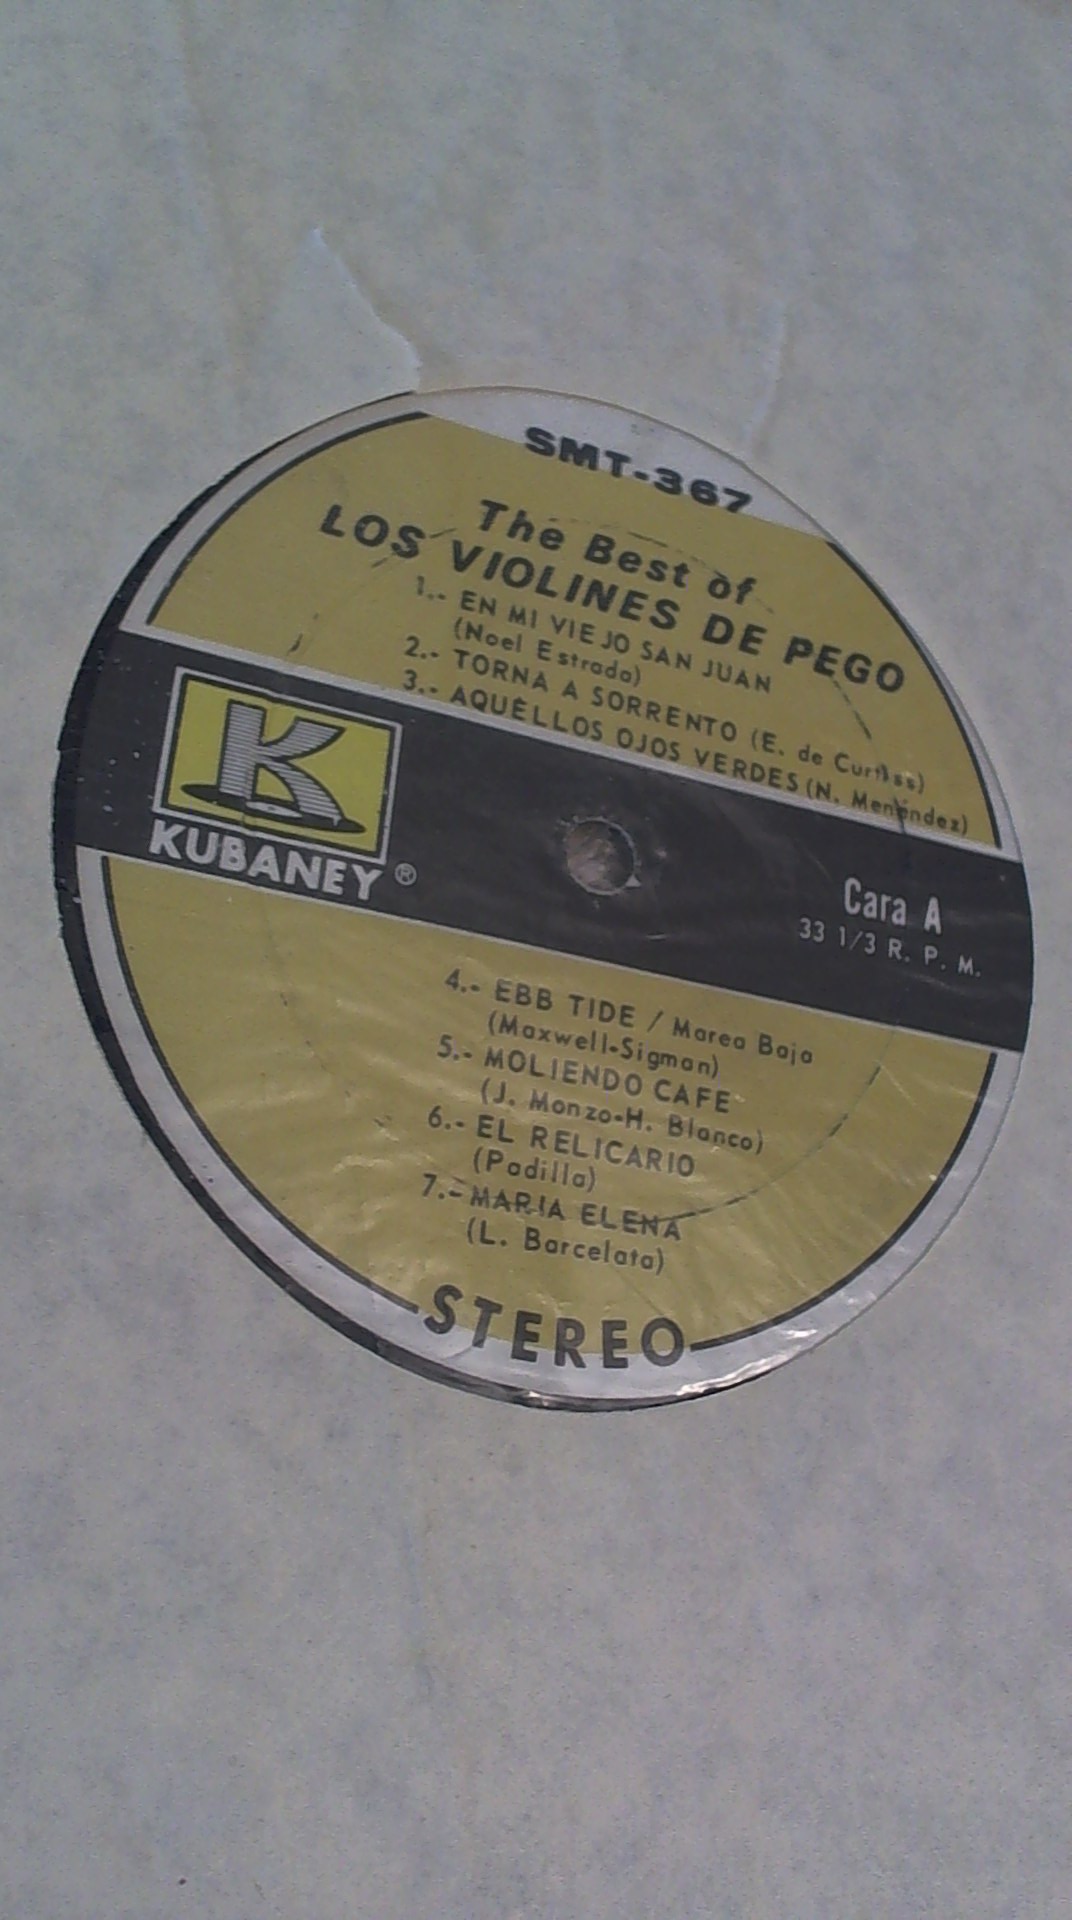 SMT-367
The Best of
LOS VIOLINES DE PEGO
1.- EN MI VIEJO SAN JUAN
(Noel Estrada)
2.- TORNA A SORRENTO (E. de Curtiss)
3.- AQUELLOS OJOS VERDES (N. Menéndez)
K
KUBANEY ®
Cara A
33 1/3 R. P. M.
4.- EBB TIDE / Marea Baja
(Maxwell-Sigman)
5.- MOLIENDO CAFE
(J. Monzo-H. Blanco)
6.- EL RELICARIO
(Padilla)
7.- MARIA ELENA
(L. Barcelata)
STEREO